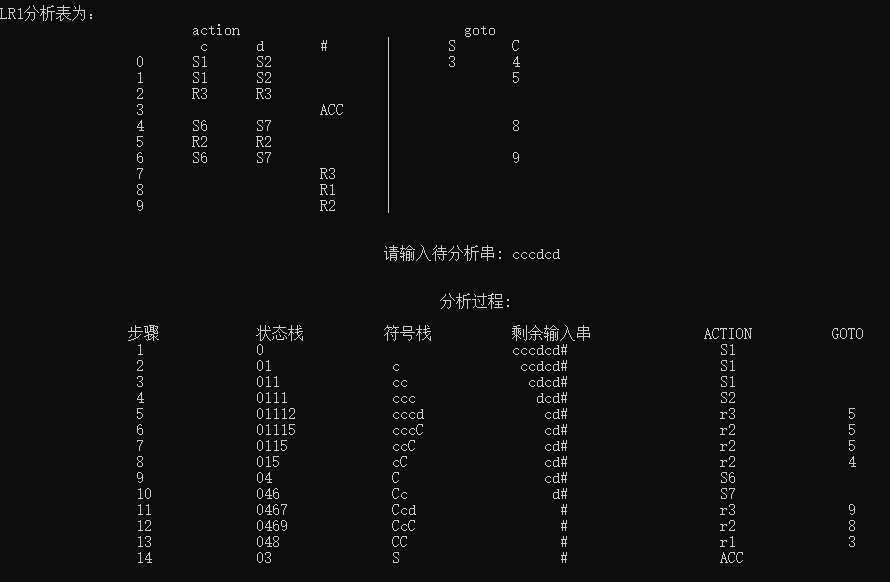 LR1分析表为：
action goto
c d # S C
0 S1 S2 3 4
1 S1 S2 5
2 R3 R3
3 ACC
4 S6 S7 8
5 R2 R2
6 S6 S7 9
7 R3
8 R1
9 R2
请输入待分析串：cccdcd
分析过程：
步骤 状态栈 符号栈 剩余输入串 ACTION GOTO
1 0 cccdcd# S1
2 01 c ccdcd# S1
3 011 cc cdcd# S1
4 0111 ccc dcd# S2
5 01112 cccd cd# r3 5
6 01115 cccC cd# r2 5
7 0115 ccC cd# r2 5
8 015 cC cd# r2 4
9 04 C cd# S6
10 046 Cc d# S7
11 0467 Ccd # r3 9
12 0469 CcC # r2 8
13 048 CC # r1 3
14 03 S # ACC